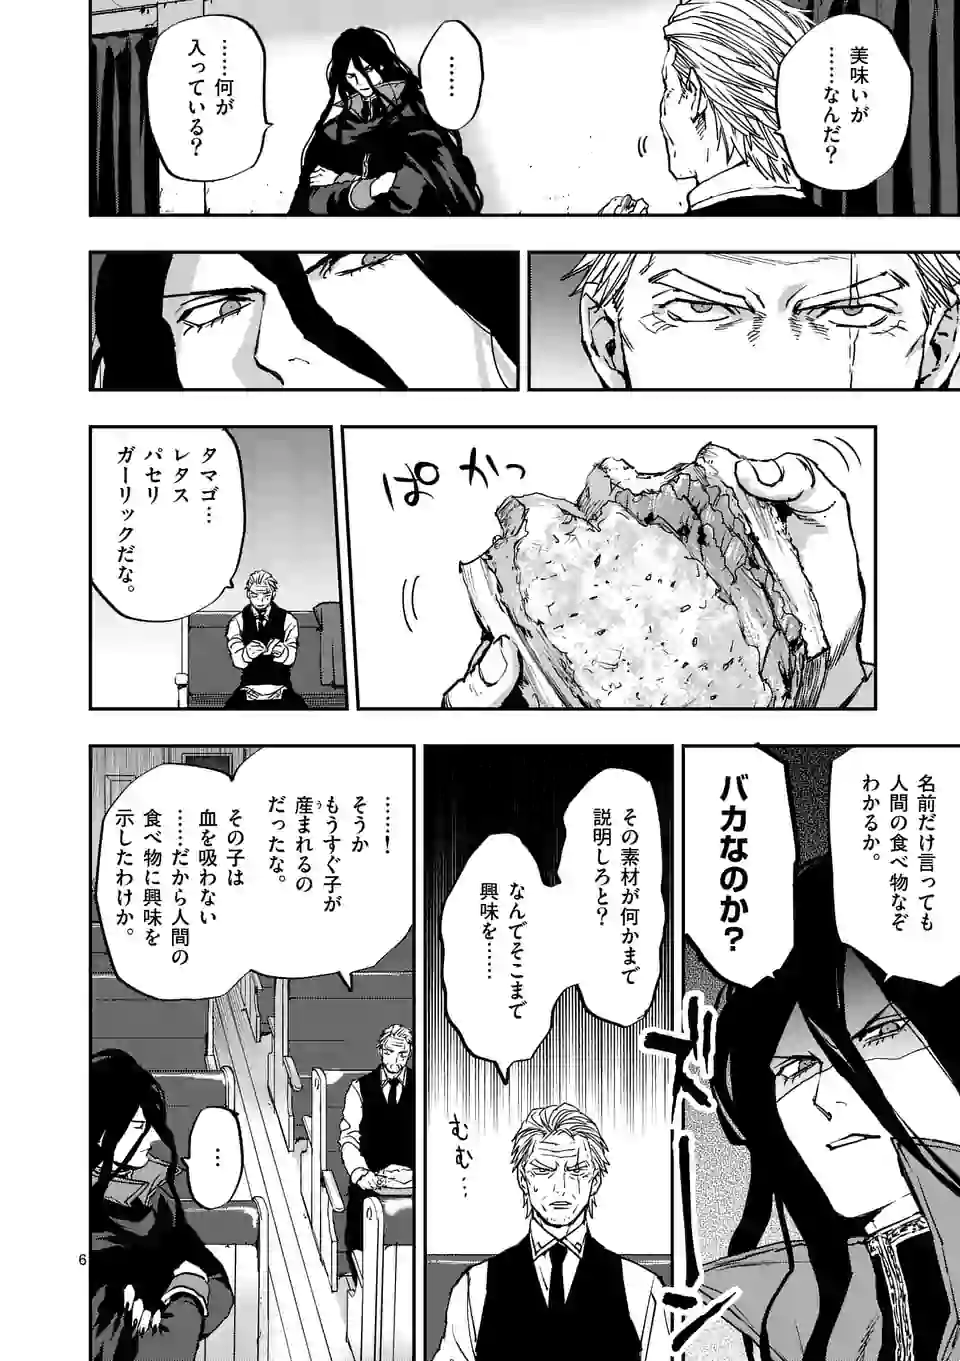 美味いが
……なんだ？
……
……何が
入っている？
ぱかっ
タマゴ…
レタス
パセリ
ガーリックだな。
名前だけ言っても
人間の食べ物なぞ
わかるか。
バカなのか？
その素材が何かまで
説明しろと？
なんでそこまで
興味を……
むむ…
………！
そうか
もうすぐ子が
産まれるの
だったな。
う
その子は
血を吸わない
……だから人間の
食べ物に興味を
示したわけか。
…
6